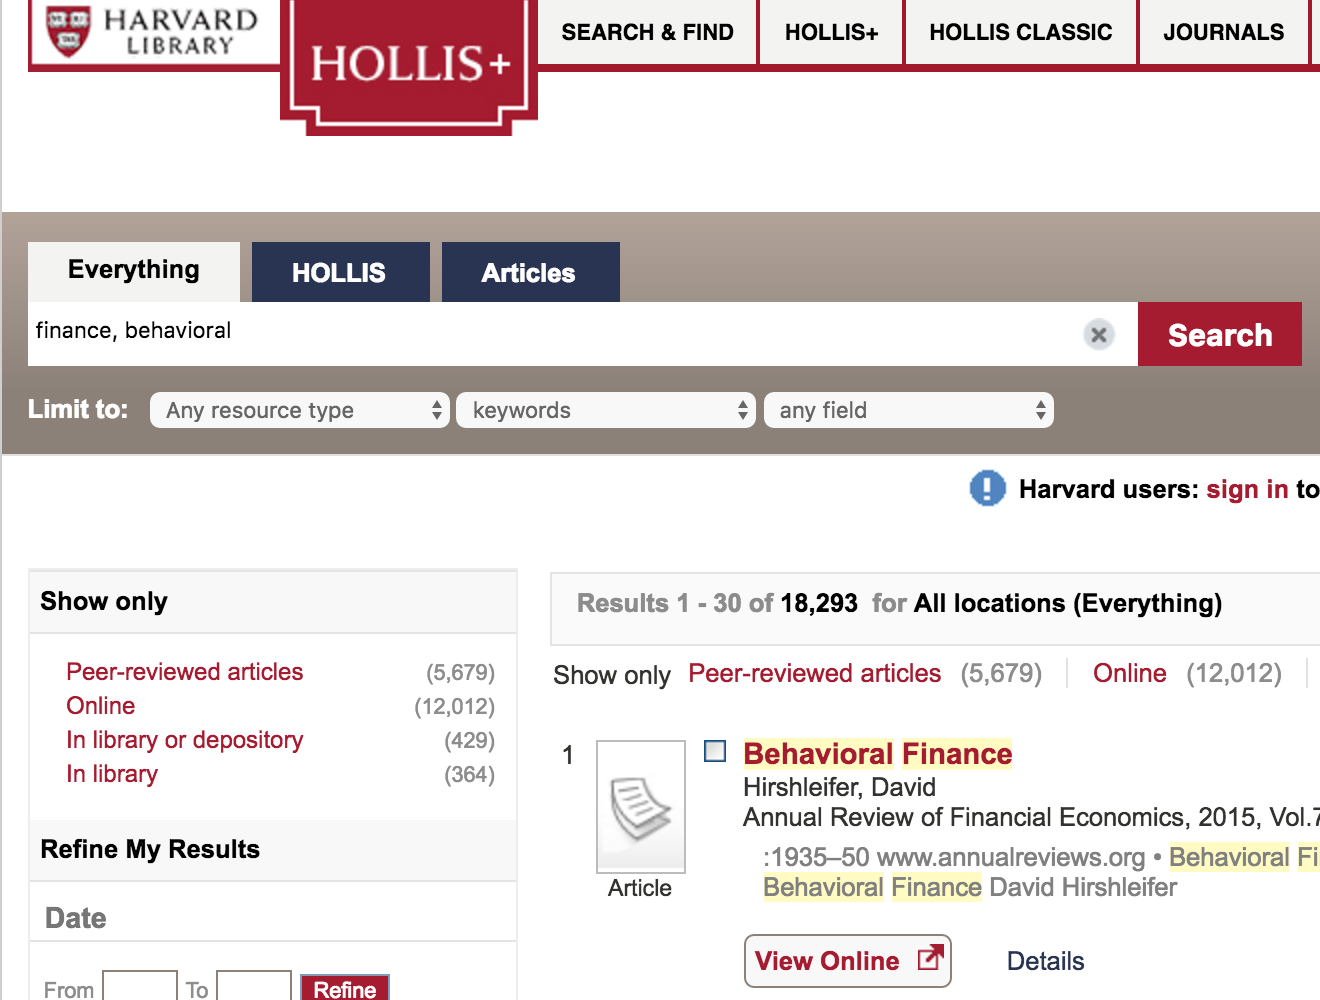 HARVARD
LIBRARY
HOLLIS+
SEARCH & FIND
HOLLIS+
HOLLIS CLASSIC
JOURNALS
Everything
HOLLIS
Articles
finance, behavioral
Search
Limit to:
Any resource type
keywords
any field
Harvard users: sign in to
Show only
Peer-reviewed articles (5,679)
Online (12,012)
In library or depository (429)
In library (364)
Refine My Results
Date
From To Refine
Results 1 - 30 of 18,293 for All locations (Everything)
Show only Peer-reviewed articles (5,679) Online (12,012)
1
Article
Behavioral Finance
Hirshleifer, David
Annual Review of Financial Economics, 2015, Vol.7
:1935–50 www.annualreviews.org • Behavioral Fi
Behavioral Finance David Hirshleifer
View Online
Details